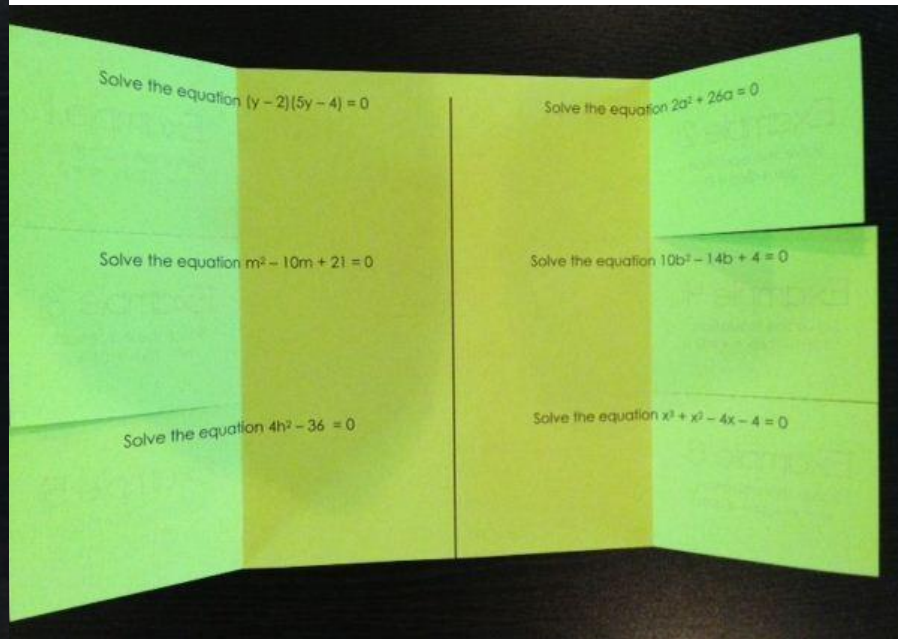 Solve the equation (y – 2)(5y – 4) = 0
Solve the equation 2a² + 26a = 0
Solve the equation m² – 10m + 21 = 0
Solve the equation 10b² – 14b + 4 = 0
Solve the equation 4h² – 36 = 0
Solve the equation x³ + x² – 4x – 4 = 0